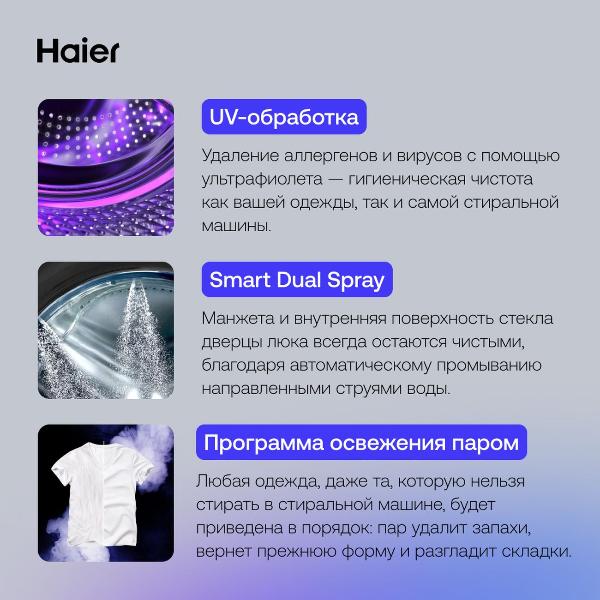 Haier
UV-обработка
Удаление аллергенов и вирусов с помощью
ультрафиолета — гигиеническая чистота
как вашей одежды, так и самой стиральной
машины.
Smart Dual Spray
Манжета и внутренняя поверхность стекла
дверцы люка всегда остаются чистыми,
благодаря автоматическому промыванию
направленными струями воды.
Программа освежения паром
Любая одежда, даже та, которую нельзя
стирать в стиральной машине, будет
приведена в порядок: пар удалит запахи,
вернет прежнюю форму и разгладит складки.